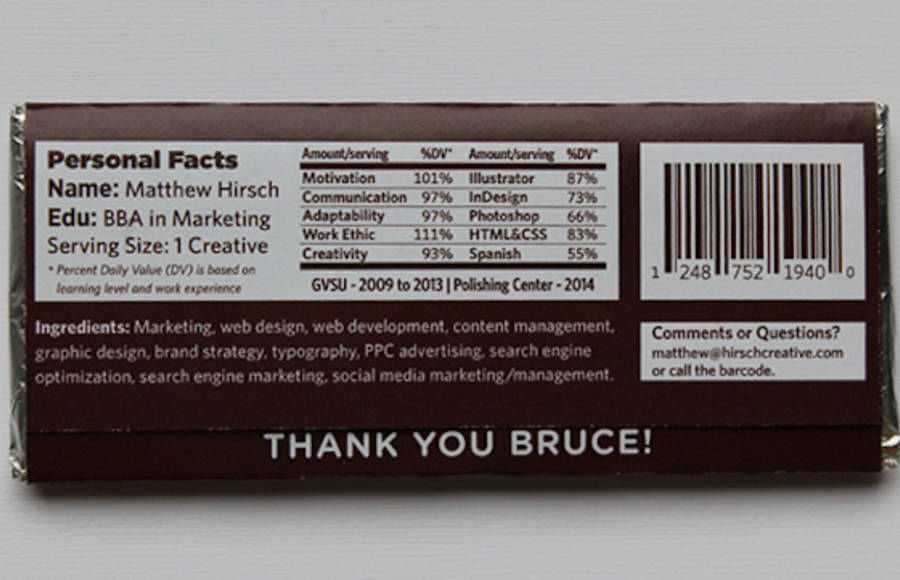 Personal Facts
Name: Matthew Hirsch
Edu: BBA in Marketing
Serving Size: 1 Creative
* Percent Daily Value (DV) is based on
learning level and work experience
Amount/serving %DV* Amount/serving %DV*
Motivation 101% Illustrator 87%
Communication 97% InDesign 73%
Adaptability 97% Photoshop 66%
Work Ethic 111% HTML&CSS 83%
Creativity 93% Spanish 55%
GVSU - 2009 to 2013 | Polishing Center - 2014
1 248 752 1940 0
Ingredients: Marketing, web design, web development, content management,
graphic design, brand strategy, typography, PPC advertising, search engine
optimization, search engine marketing, social media marketing/management.
Comments or Questions?
matthew@hirschcreative.com
or call the barcode.
THANK YOU BRUCE!